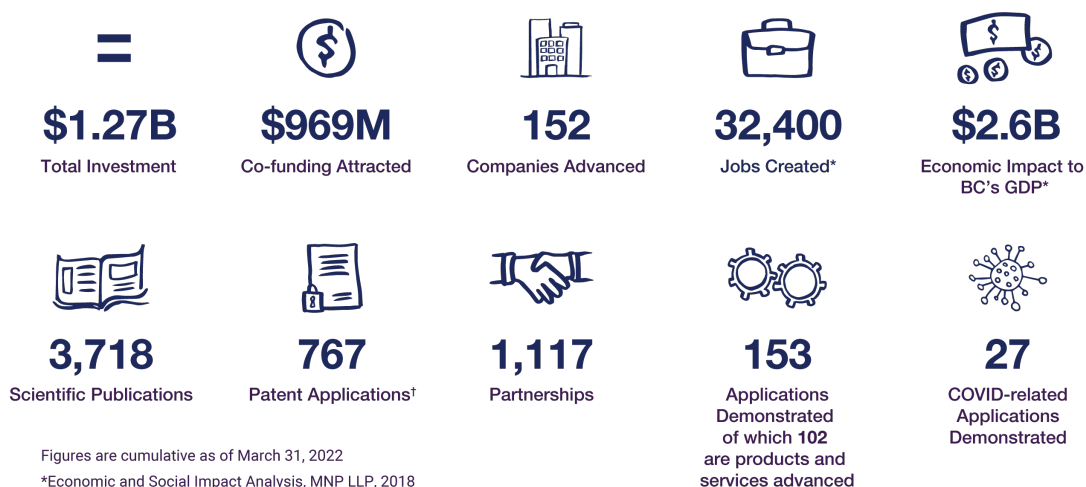 $1.27B
Total Investment
$969M
Co-funding Attracted
152
Companies Advanced
32,400
Jobs Created*
$2.6B
Economic Impact to
BC's GDP*
3,718
Scientific Publications
767
Patent Applications†
1,117
Partnerships
153
Applications
Demonstrated
of which 102
are products and
services advanced
27
COVID-related
Applications
Demonstrated
Figures are cumulative as of March 31, 2022
*Economic and Social Impact Analysis, MNP LLP, 2018